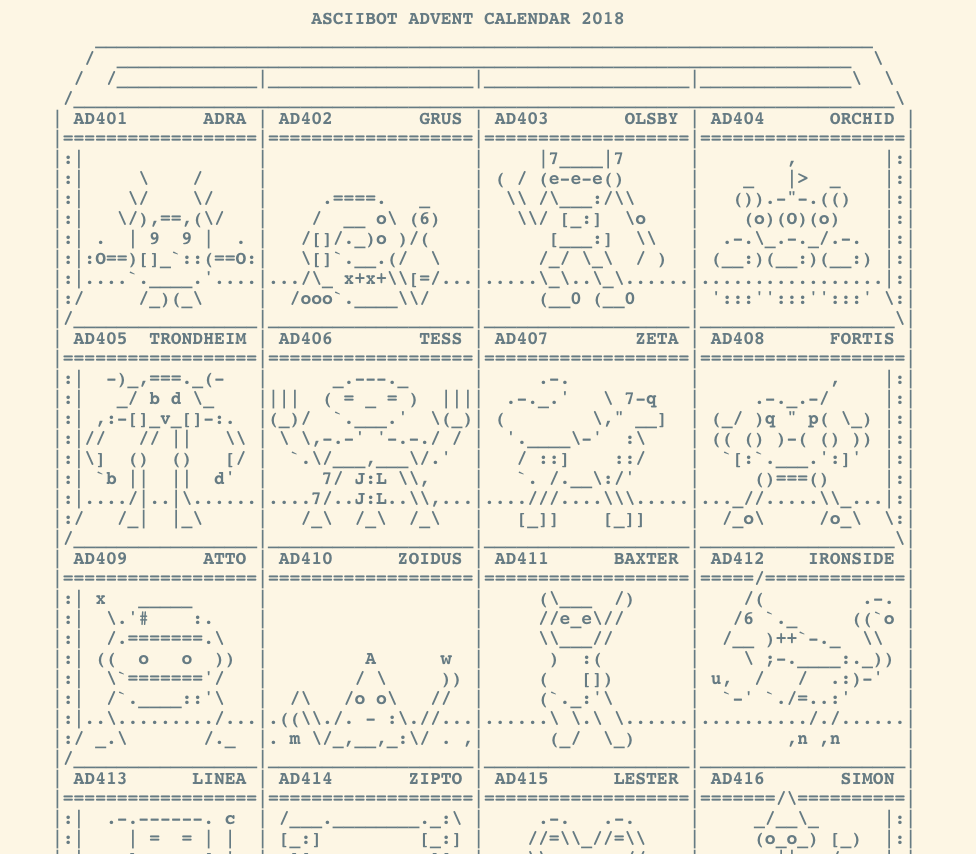 ASCIIBOT ADVENT CALENDAR 2018
AD401 ADRA AD402 GRUS AD403 OLSBY AD404 ORCHID
AD405 TRONDHEIM AD406 TESS AD407 ZETA AD408 FORTIS
AD409 ATTO AD410 ZOIDUS AD411 BAXTER AD412 IRONSIDE
AD413 LINEA AD414 ZIPTO AD415 LESTER AD416 SIMON